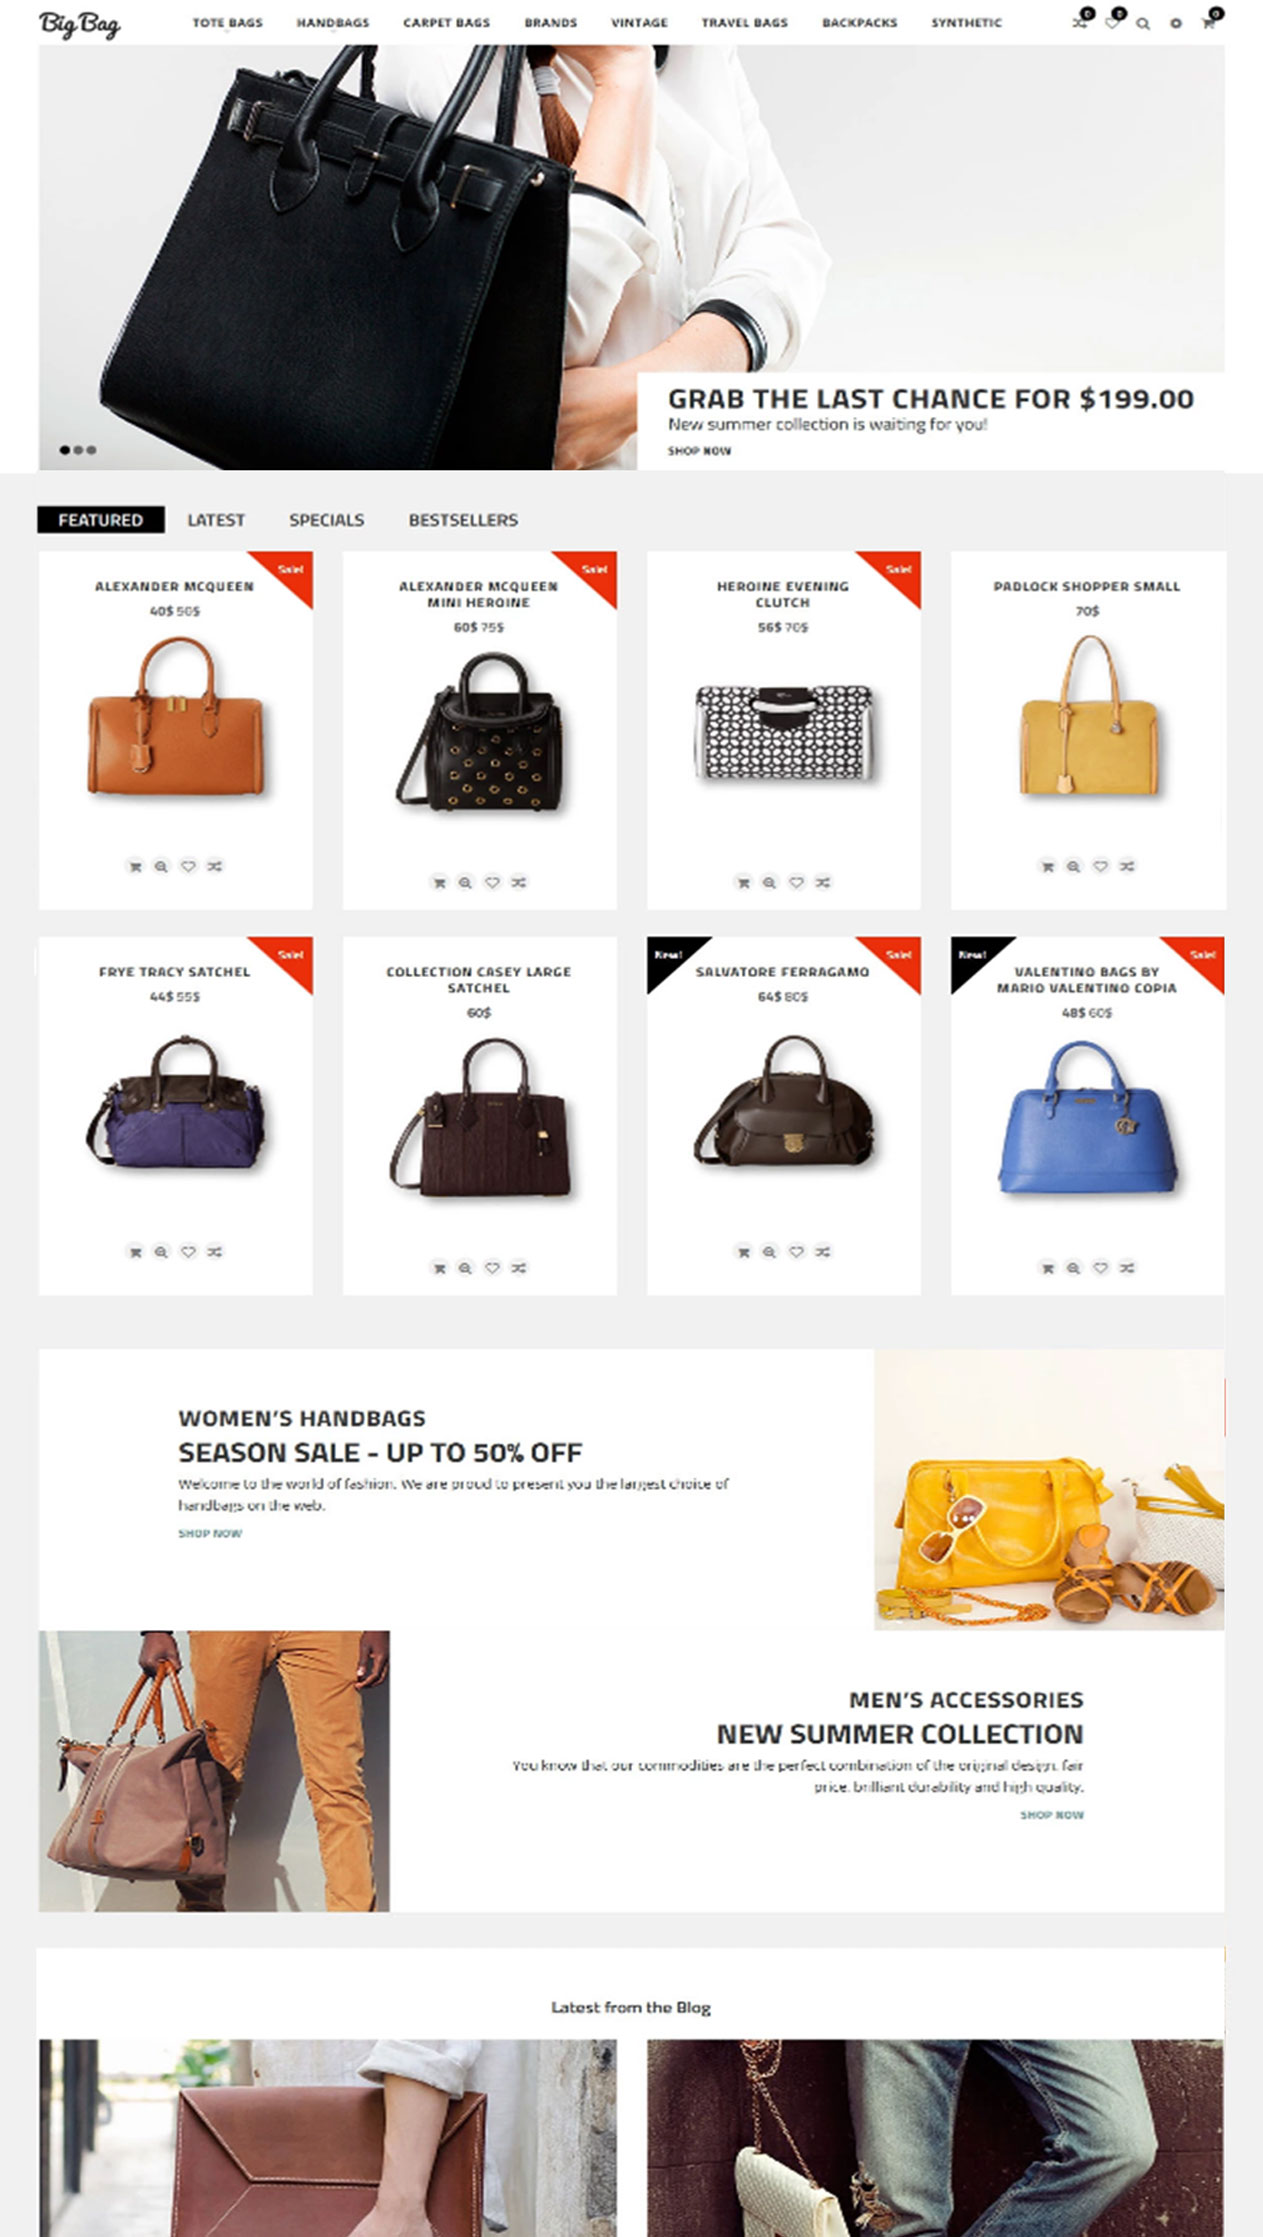 Big Bag
TOTE BAGS HANDBAGS CARPET BAGS BRANDS VINTAGE TRAVEL BAGS BACKPACKS SYNTHETIC
0 0 0
GRAB THE LAST CHANCE FOR $199.00
New summer collection is waiting for you!
SHOP NOW
FEATURED LATEST SPECIALS BESTSELLERS
Sale!
ALEXANDER MCQUEEN
40$ 50$
Sale!
ALEXANDER MCQUEEN
MINI HEROINE
60$ 75$
Sale!
HEROINE EVENING
CLUTCH
56$ 70$
PADLOCK SHOPPER SMALL
70$
Sale!
FRYE TRACY SATCHEL
44$ 55$
COLLECTION CASEY LARGE
SATCHEL
60$
New!
Sale!
SALVATORE FERRAGAMO
64$ 80$
New!
Sale!
VALENTINO BAGS BY
MARIO VALENTINO COPIA
48$ 60$
WOMEN'S HANDBAGS
SEASON SALE - UP TO 50% OFF
Welcome to the world of fashion. We are proud to present you the largest choice of
handbags on the web.
SHOP NOW
MEN'S ACCESSORIES
NEW SUMMER COLLECTION
You know that our commodities are the perfect combination of the original design, fair
price, brilliant durability and high quality.
SHOP NOW
Latest from the Blog